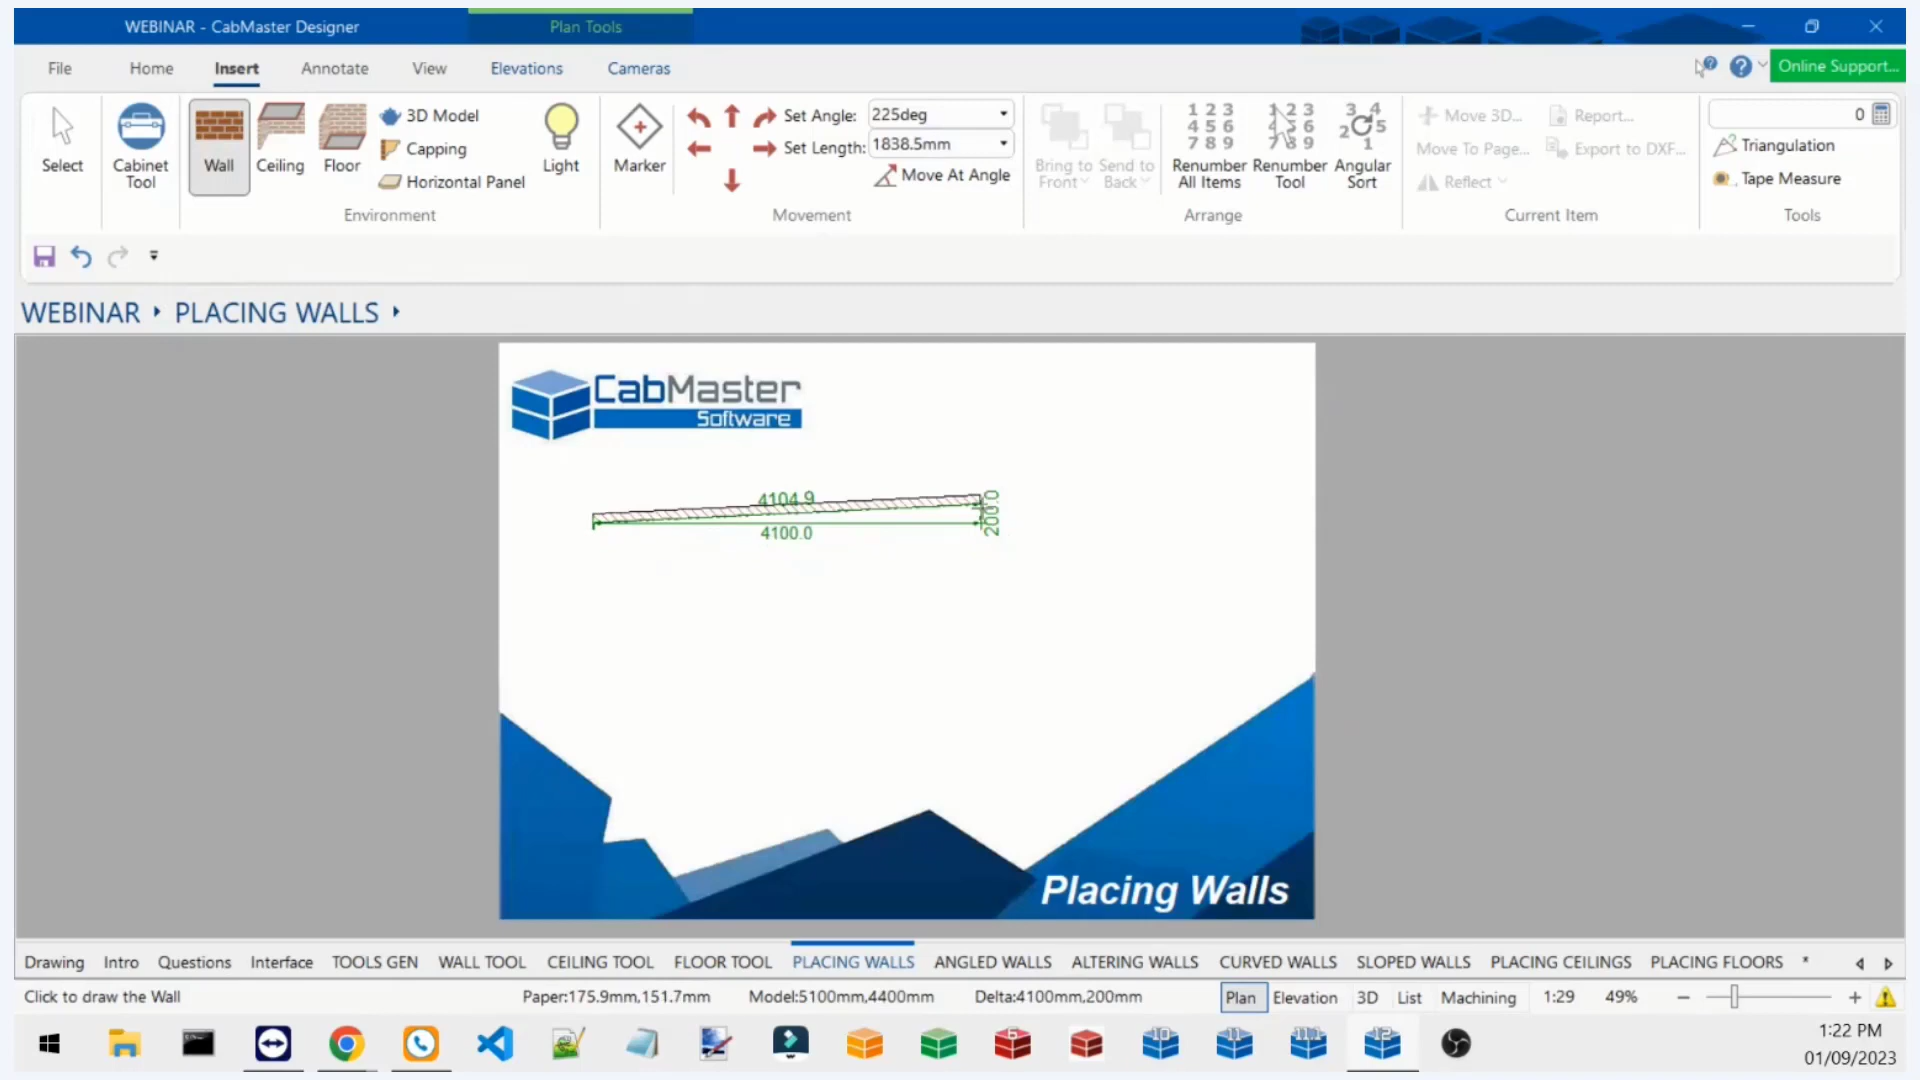 WEBINAR - CabMaster Designer
Plan Tools
File
Home
Insert
Annotate
View
Elevations
Cameras
Online Support...
Select
Cabinet
Tool
Wall
Ceiling
Floor
3D Model
Capping
Horizontal Panel
Light
Environment
Marker
Set Angle:
225deg
Set Length:
1838.5mm
Move At Angle
Movement
Bring to
Front
Send to
Back
Renumber
All Items
Renumber
Tool
Angular
Sort
Arrange
Move 3D...
Report...
Move To Page...
Export to DXF...
Reflect
Current Item
0
Triangulation
Tape Measure
Tools
WEBINAR
PLACING WALLS
CabMaster
Software
4104.9
4100.0
200.0
Placing Walls
Drawing
Intro
Questions
Interface
TOOLS GEN
WALL TOOL
CEILING TOOL
FLOOR TOOL
PLACING WALLS
ANGLED WALLS
ALTERING WALLS
CURVED WALLS
SLOPED WALLS
PLACING CEILINGS
PLACING FLOORS
*
Click to draw the Wall
Paper:175.9mm,151.7mm
Model:5100mm,4400mm
Delta:4100mm,200mm
Plan
Elevation
3D
List
Machining
1:29
49%
1:22 PM
01/09/2023